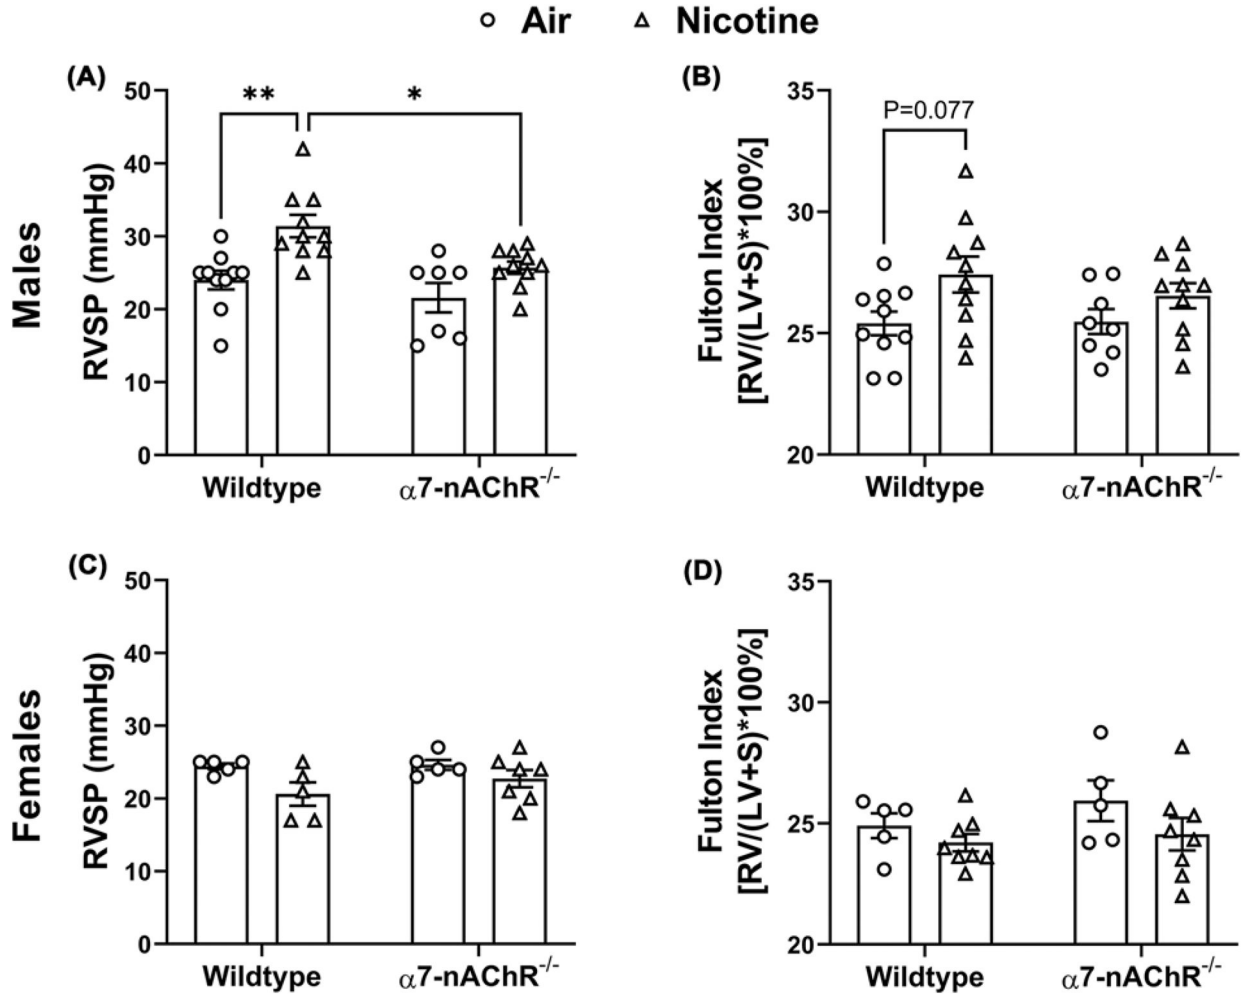 Air Nicotine
(A)
50
40
30
20
10
0
RVSP (mmHg)
Males
**
*
Wildtype
α7-nAChR-/-
(B)
35
30
25
20
Fulton Index
[RV/(LV+S)*100%]
P=0.077
Wildtype
α7-nAChR-/-
(C)
50
40
30
20
10
0
RVSP (mmHg)
Females
Wildtype
α7-nAChR-/-
(D)
35
30
25
20
Fulton Index
[RV/(LV+S)*100%]
Wildtype
α7-nAChR-/-